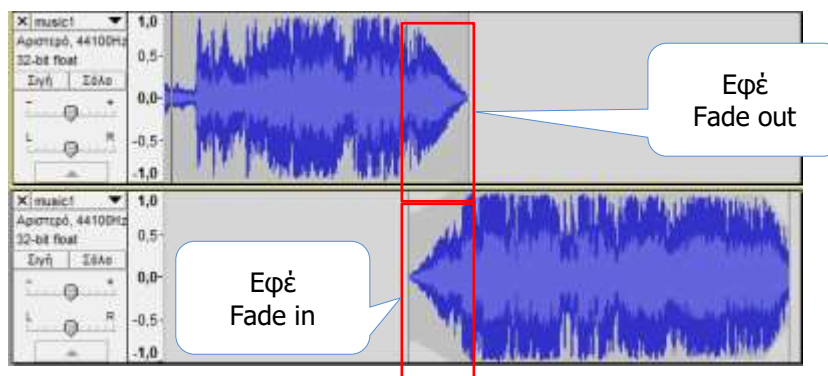 music1
Αριστερό, 44100Hz
32-bit float
Σιγή Σόλο
- +
L R
1,0
0,5-
0,0-
-0,5-
-1,0
Εφέ
Fade out
music1
Αριστερό, 44100Hz
32-bit float
Σιγή Σόλο
- +
L R
1,0
0,5-
0,0-
-0,5-
-1,0
Εφέ
Fade in